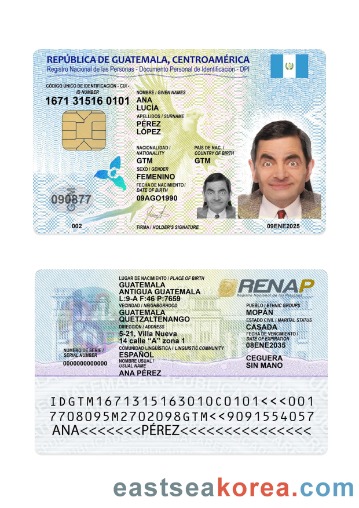 REPÚBLICA DE GUATEMALA, CENTROAMÉRICA
Registro Nacional de las Personas - Documento Personal de Identificación - DPI
CÓDIGO ÚNICO DE IDENTIFICACIÓN - CUI -
ID NUMBER
1671 31516 0101
NOMBRE / GIVEN NAMES
ANA
LUCÍA
APELLIDOS / SURNAME
PÉREZ
LÓPEZ
NACIONALIDAD /
NATIONALITY
GTM
PAÍS DE NAC. /
COUNTRY OF BIRTH
GTM
SEXO / GENDER
FEMENINO
FECHA DE NACIMIENTO/
DATE OF BIRTH
09AGO1990
090877
002
FIRMA / HOLDER'S SIGNATURE
09ENE2025
LUGAR DE NACIMIENTO / PLACE OF BIRTH
GUATEMALA
ANTIGUA GUATEMALA
L:9-A F:46 P:7659
VECINDAD / NEIGHBORHOOD
GUATEMALA
QUETZALTENANGO
DIRECCIÓN / ADDRESS
5-21, Villa Nueva
14 calle "A" zona 1
COMUNIDAD LINGÜÍSTICA / LINGUISTIC COMMUNITY
ESPAÑOL
NOMBRE USUAL /
USUAL NAME
ANA PÉREZ
NÚMERO DE SERIE
SERIAL NUMBER
0000000000000
RENAP
Registro Nacional de las Personas
PUEBLO / ETHNIC GROUPS
MOPÁN
ESTADO CIVIL / MARITAL STATUS
CASADA
FECHA DE VENCIMIENTO /
DATE OF EXPIRATION
08ENE2035
CEGUERA
SIN MANO
IDGTM1671315163010C0101<<<001
7708095M2702098GTM<<9091554057
ANA<<<<<<<PÉREZ<<<<<<<<<<<<<<<
eastseakorea.com